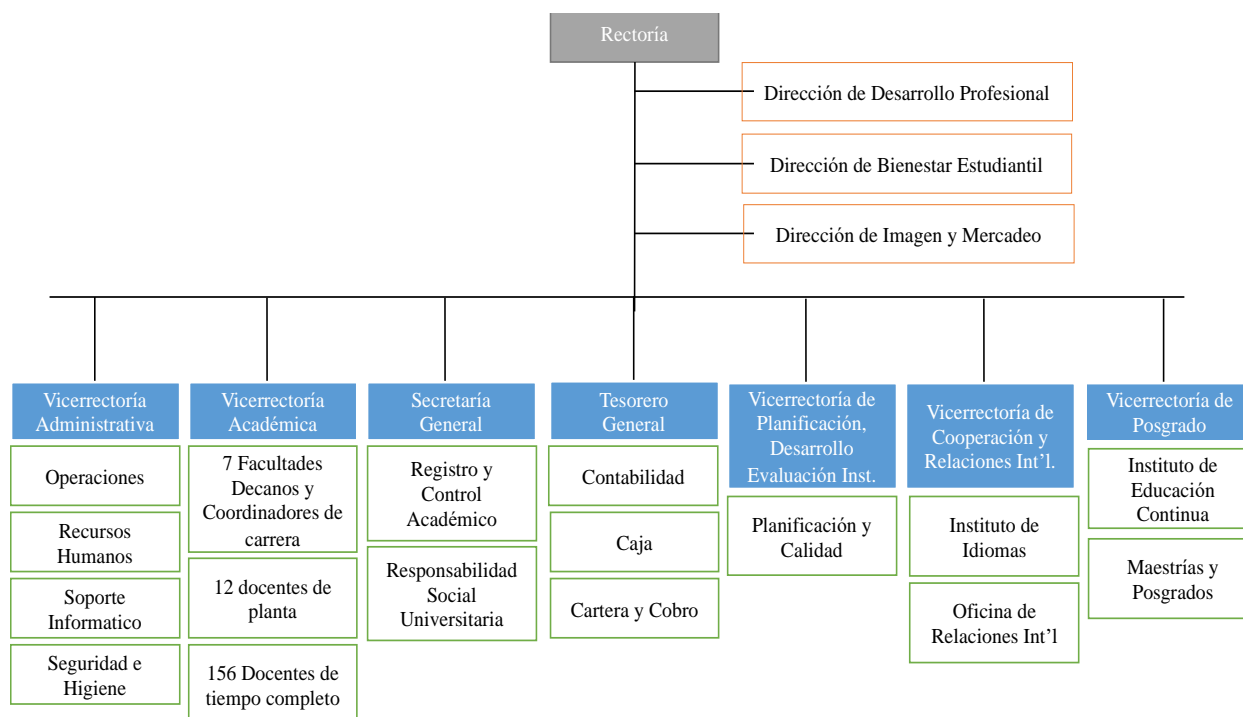 Rectoría
Dirección de Desarrollo Profesional
Dirección de Bienestar Estudiantil
Dirección de Imagen y Mercadeo
Vicerrectoría
Administrativa
Operaciones
Recursos
Humanos
Soporte
Informatico
Seguridad e
Higiene
Vicerrectoría
Académica
7 Facultades
Decanos y
Coordinadores de
carrera
12 docentes de
planta
156 Docentes de
tiempo completo
Secretaría
General
Registro y
Control
Académico
Responsabilidad
Social
Universitaria
Tesorero
General
Contabilidad
Caja
Cartera y Cobro
Vicerrectoría de
Planificación,
Desarrollo
Evaluación Inst.
Planificación y
Calidad
Vicerrectoría de
Cooperación y
Relaciones Int’l.
Instituto de
Idiomas
Oficina de
Relaciones Int’l
Vicerrectoría de
Posgrado
Instituto de
Educación
Continua
Maestrías y
Posgrados